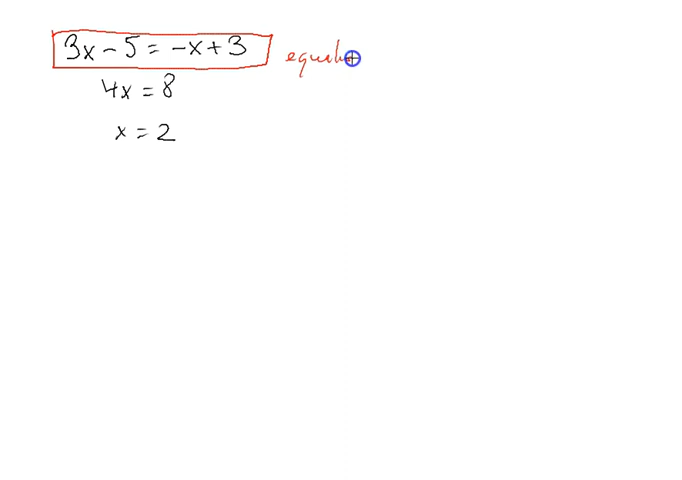 3x - 5 = -x + 3
4x = 8
x = 2